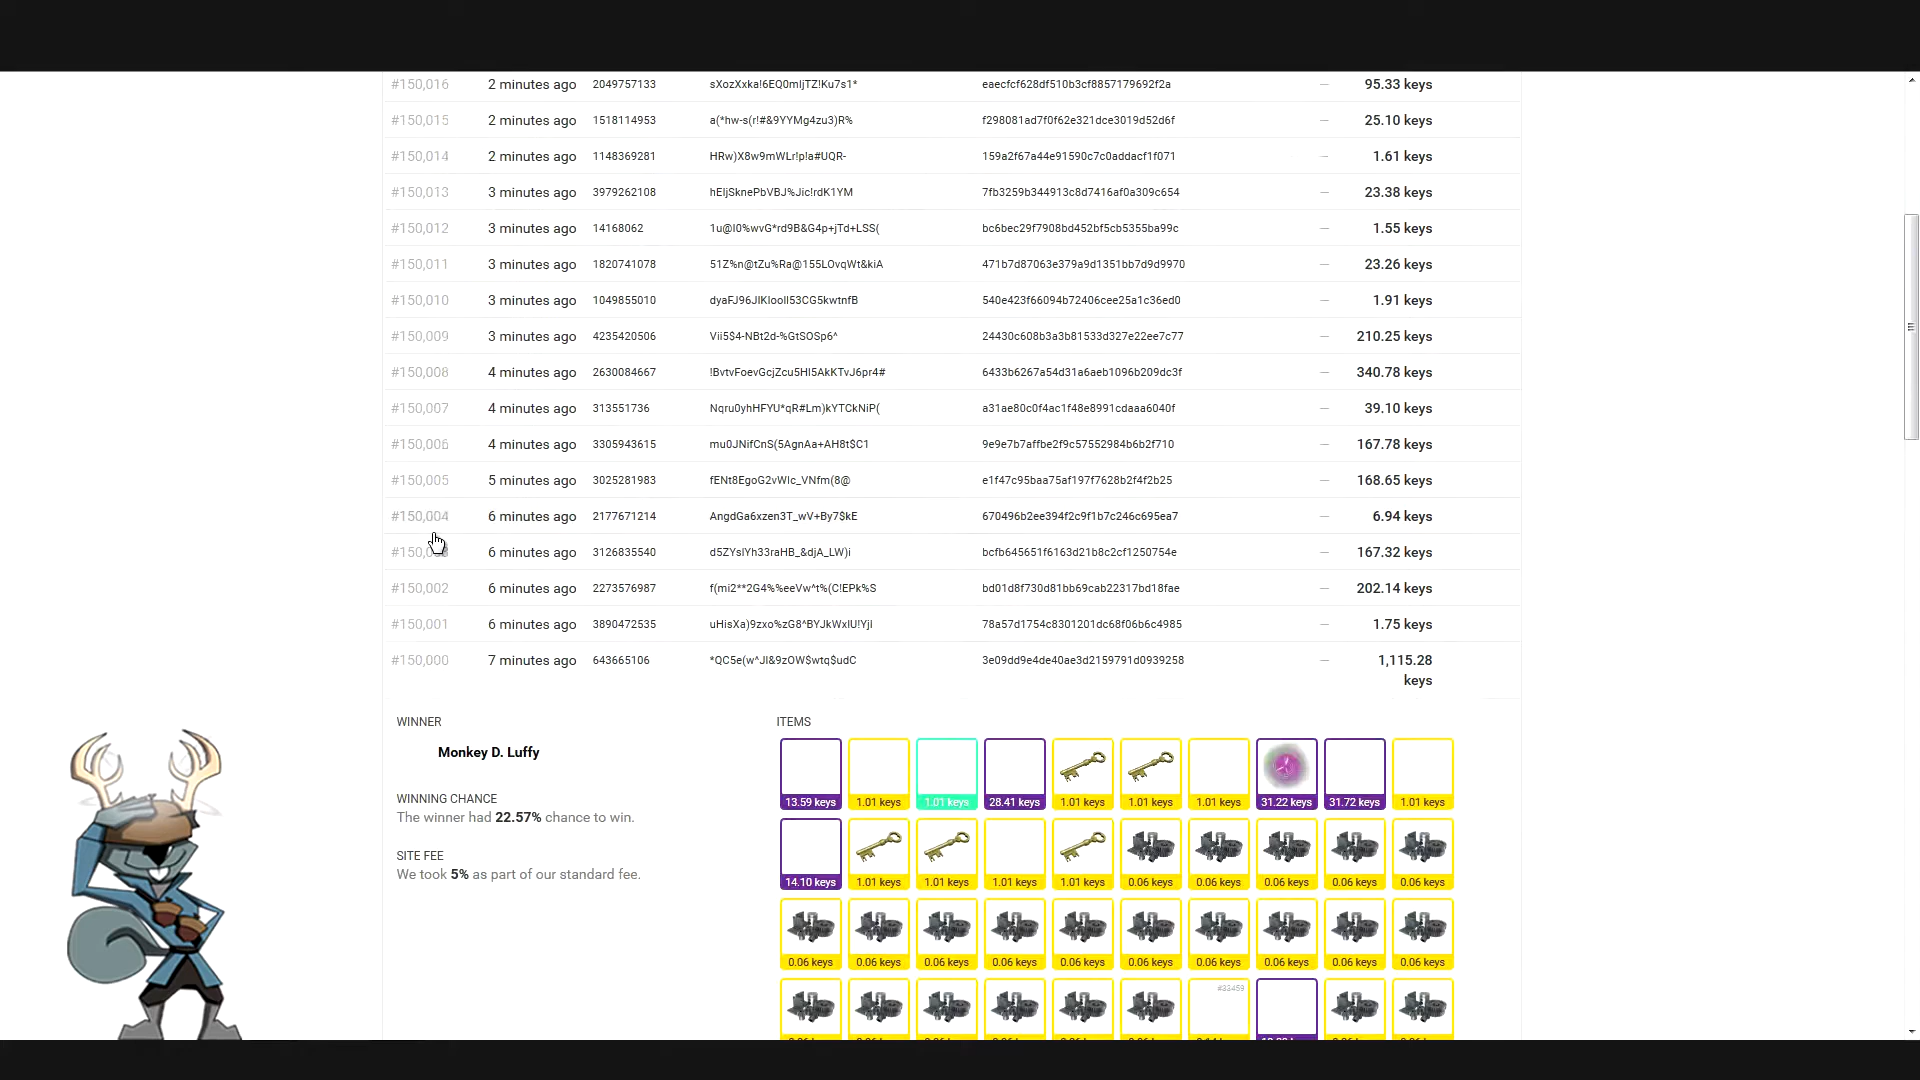 #150,016 2 minutes ago 2049757133 sXozXxka!6EQ0mljTZ!Ku7s1* eaecfcf628df510b3cf8857179692f2a — 95.33 keys
#150,015 2 minutes ago 1518114953 a(*hw-s(r!#&9YYMg4zu3)R% f298081ad7f0f62e321dce3019d52d6f — 25.10 keys
#150,014 2 minutes ago 1148369281 HRw)X8w9mWLr!p!a#UQR- 159a2f67a44e91590c7c0addacf1f071 — 1.61 keys
#150,013 3 minutes ago 3979262108 hEljSknePbVBJ%Jic!rdK1YM 7fb3259b344913c8d7416af0a309c654 — 23.38 keys
#150,012 3 minutes ago 14168062 1u@I0%wvG*rd9B&G4p+jTd+LSS( bc6bec29f7908bd452bf5cb5355ba99c — 1.55 keys
#150,011 3 minutes ago 1820741078 51Z%n@tZu%Ra@155LOvqWt&kiA 471b7d87063e379a9d1351bb7d9d9970 — 23.26 keys
#150,010 3 minutes ago 1049855010 dyaFJ96JIKlooIl53CG5kwtnfB 540e423f66094b72406cee25a1c36ed0 — 1.91 keys
#150,009 3 minutes ago 4235420506 Vii5$4-NBt2d-%GtSOSp6^ 24430c608b3a3b81533d327e22ee7c77 — 210.25 keys
#150,008 4 minutes ago 2630084667 !BvtvFoevGcjZcu5Hl5AkKTvJ6pr4# 6433b6267a54d31a6aeb1096b209dc3f — 340.78 keys
#150,007 4 minutes ago 313551736 Nqru0yhHFYU*qR#Lm)kYTCkNiP( a31ae80c0f4ac1f48e8991cdaaa6040f — 39.10 keys
#150,006 4 minutes ago 3305943615 mu0JNifCnS(5AgnAa+AH8t$C1 9e9e7b7affbe2f9c57552984b6b2f710 — 167.78 keys
#150,005 5 minutes ago 3025281983 fENt8EgoG2vWlc_VNfm(8@ e1f47c95baa75af197f7628b2f4f2b25 — 168.65 keys
#150,004 6 minutes ago 2177671214 AngdGa6xzen3T_wV+By7$kE 670496b2ee394f2c9f1b7c246c695ea7 — 6.94 keys
6 minutes ago 3126835540 d5ZYslYh33raHB_&djA_LW)i bcfb645651f6163d21b8c2cf1250754e — 167.32 keys
#150,002 6 minutes ago 2273576987 f(mi2**2G4%%eeVw^t%(C!EPk%S bd01d8f730d81bb69cab22317bd18fae — 202.14 keys
#150,001 6 minutes ago 3890472535 uHisXa)9zxo%zG8^BYJkWxIU!YjI 78a57d1754c8301201dc68f06b6c4985 — 1.75 keys
#150,000 7 minutes ago 643665106 *QC5e(w^JI&9zOW$wtq$udC 3e09dd9e4de40ae3d2159791d0939258 — 1,115.28
keys
WINNER
Monkey D. Luffy
WINNING CHANCE
The winner had 22.57% chance to win.
SITE FEE
We took 5% as part of our standard fee.
ITEMS
13.59 keys 1.01 keys 1.01 keys 28.41 keys 1.01 keys 1.01 keys 1.01 keys 31.22 keys 31.72 keys 1.01 keys
14.10 keys 1.01 keys 1.01 keys 1.01 keys 1.01 keys 0.06 keys 0.06 keys 0.06 keys 0.06 keys 0.06 keys
0.06 keys 0.06 keys 0.06 keys 0.06 keys 0.06 keys 0.06 keys 0.06 keys 0.06 keys 0.06 keys 0.06 keys
#33459